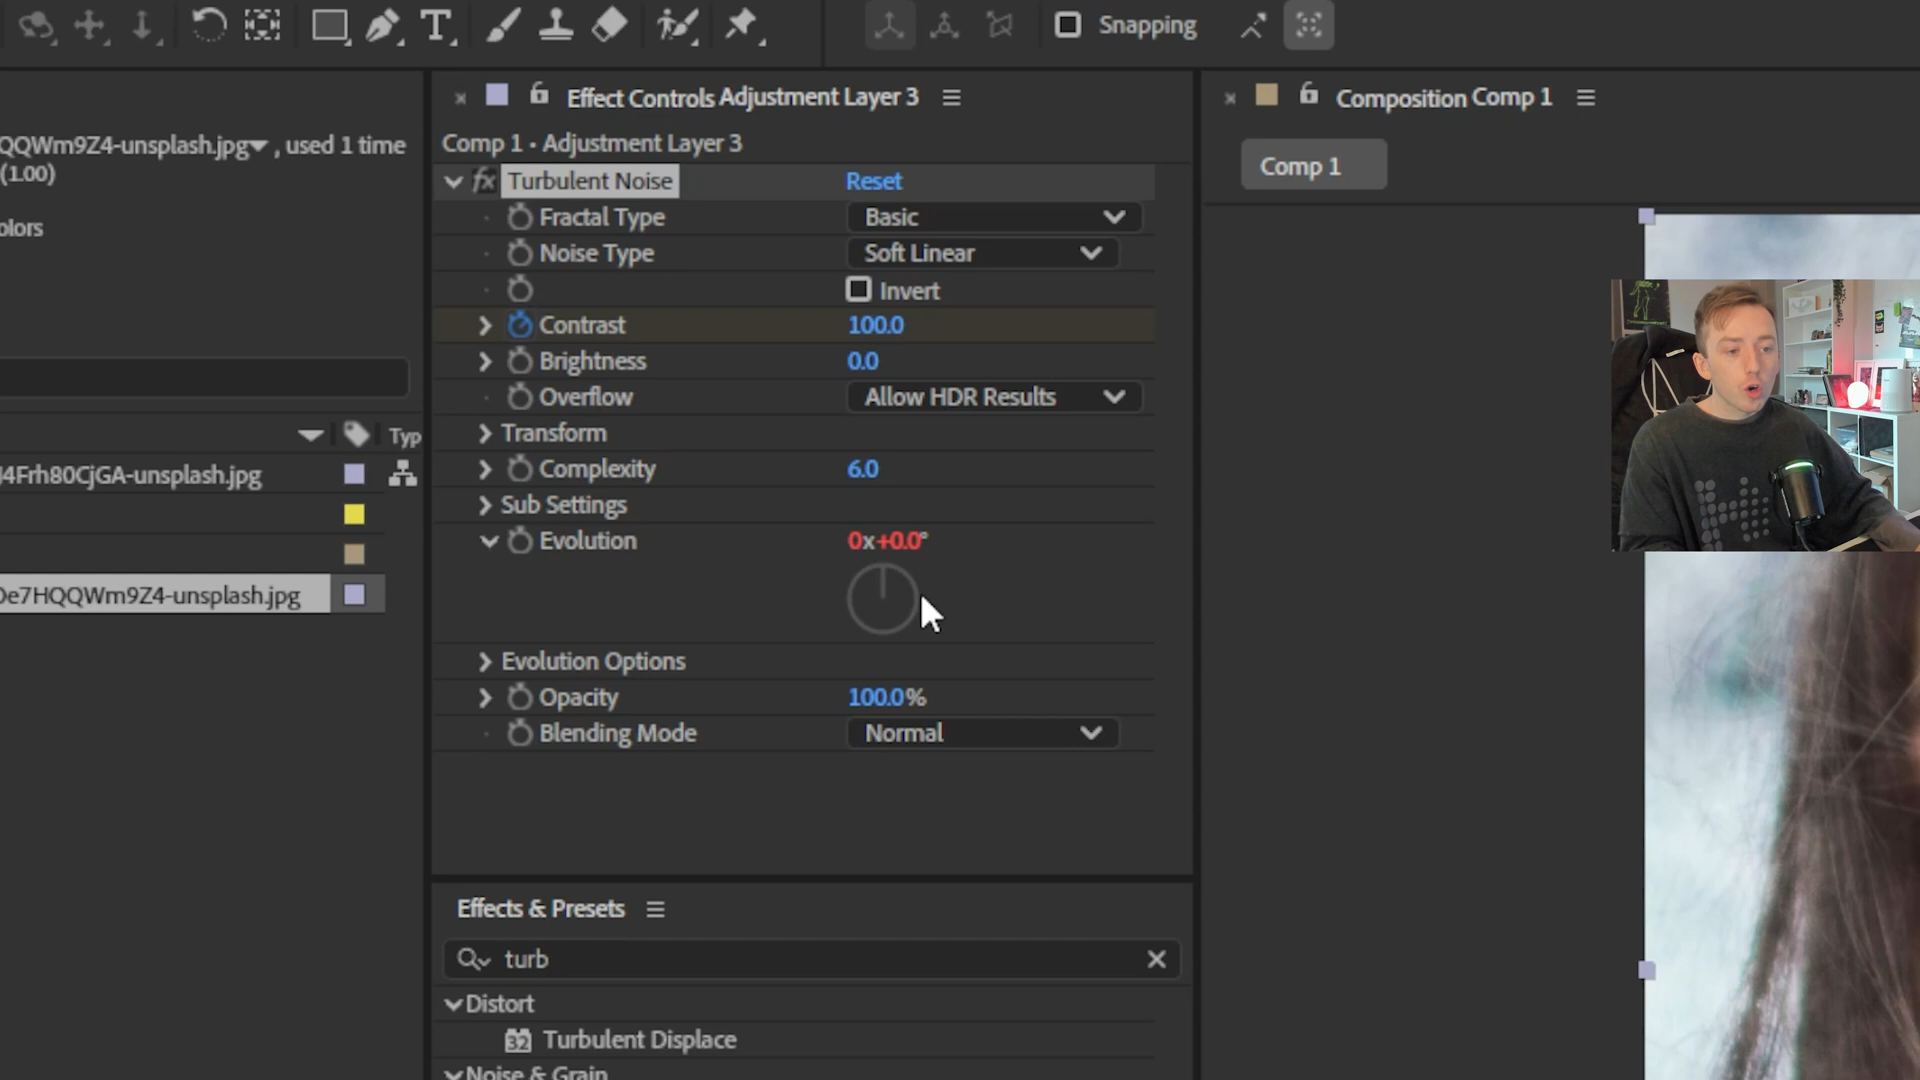 Snapping
Effect Controls Adjustment Layer 3
Composition Comp 1
QQWm9Z4-unsplash.jpg , used 1 time
(1.00)
Comp 1 • Adjustment Layer 3
Comp 1
fx Turbulent Noise Reset
Fractal Type Basic
olors
Noise Type Soft Linear
Invert
Contrast 100.0
Brightness 0.0
Overflow Allow HDR Results
Transform
Typ
Complexity 6.0
J4Frh80CjGA-unsplash.jpg
Sub Settings
Evolution 0x+0.0°
De7HQQWm9Z4-unsplash.jpg
Evolution Options
Opacity 100.0%
Blending Mode Normal
Effects & Presets
turb
Distort
32 Turbulent Displace
Noise & Grain